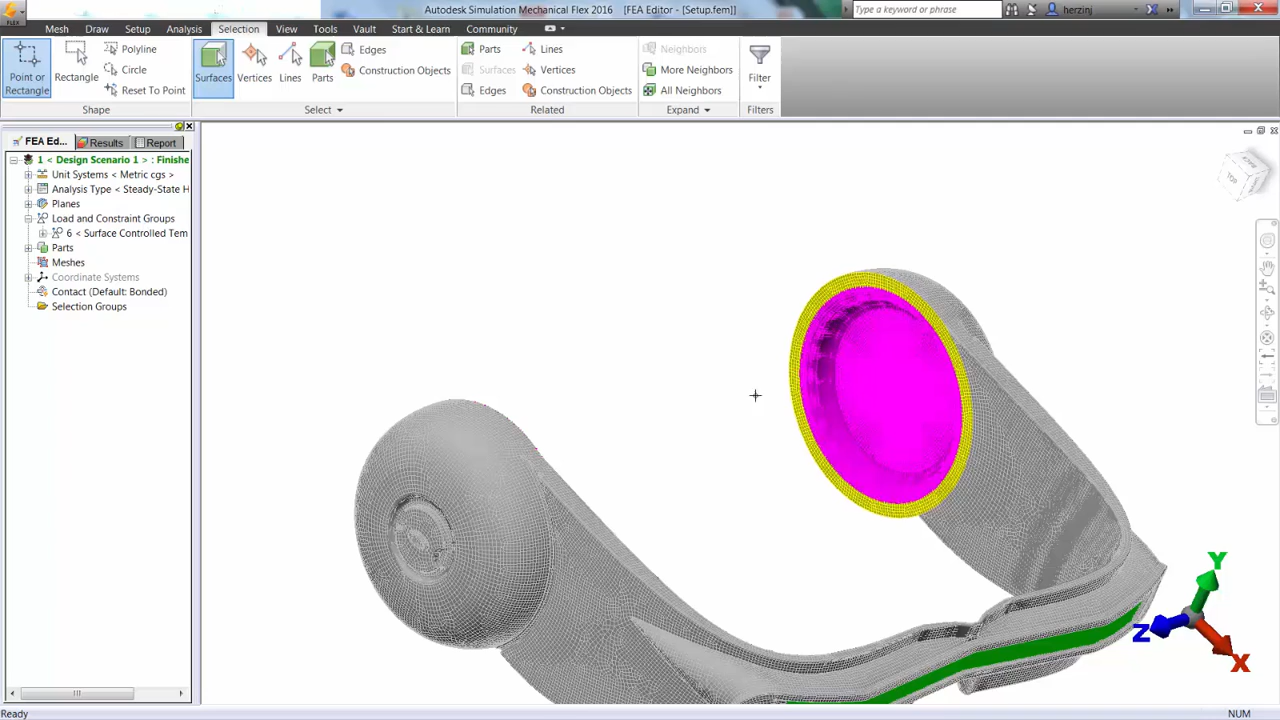 Autodesk Simulation Mechanical Flex 2016 [FEA Editor - [Setup.fem]]
Type a keyword or phrase
herzinj
FLEX
Mesh Draw Setup Analysis Selection View Tools Vault Start & Learn Community
Point or Rectangle
Rectangle
Polyline
Circle
Reset To Point
Shape
Surfaces
Vertices
Lines
Parts
Edges
Construction Objects
Select
Parts
Surfaces
Edges
Lines
Vertices
Construction Objects
Related
Neighbors
More Neighbors
All Neighbors
Expand
Filter
Filters
FEA Ed... Results Report
1 < Design Scenario 1 > : Finishe
Unit Systems < Metric cgs >
Analysis Type < Steady-State H
Planes
Load and Constraint Groups
6 < Surface Controlled Tem
Parts
Meshes
Coordinate Systems
Contact (Default: Bonded)
Selection Groups
TOP
Y
Z
X
Ready
NUM